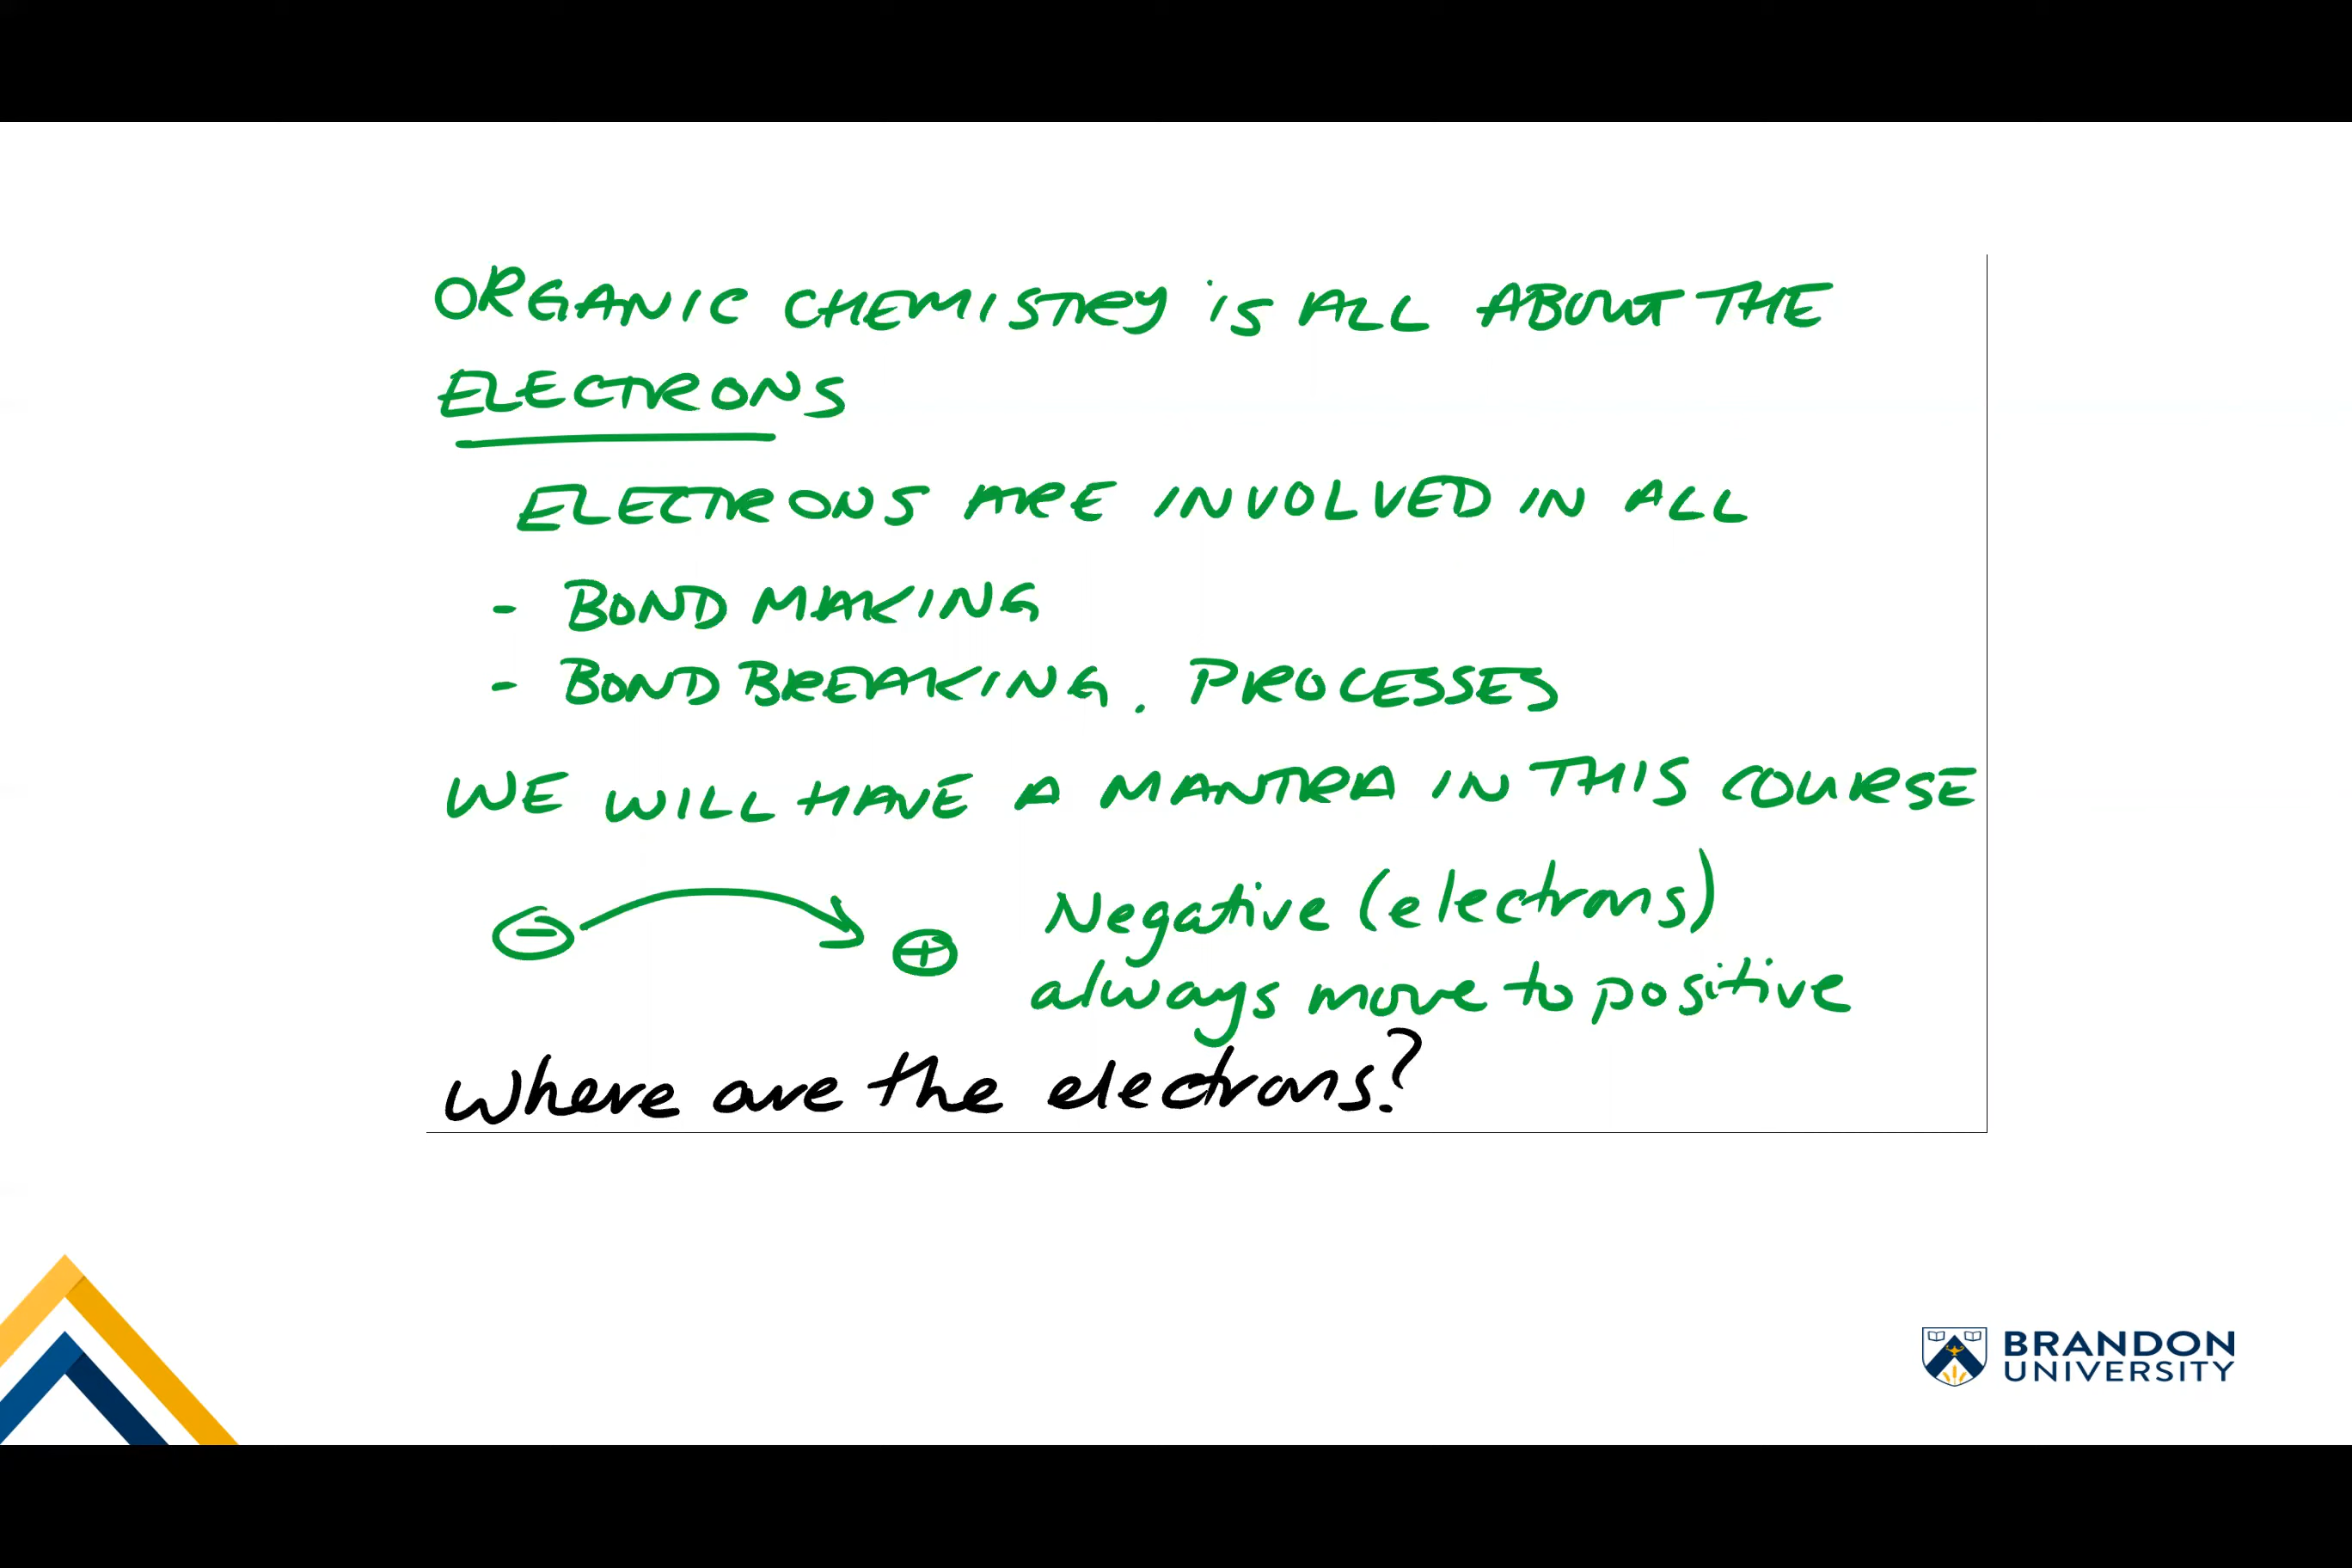 ORGANIC CHEMISTRY is ALL ABOUT THE
ELECTRONS
ELECTRONS ARE INVOLVED IN ALL
- BOND MAKING
- BOND BREAKING. PROCESSES
WE WILL HAVE A MANTRA IN THIS COURSE
⊖ → ⊕ Negative (electrons)
always move to positive
Where are the electrons?
BRANDON
UNIVERSITY